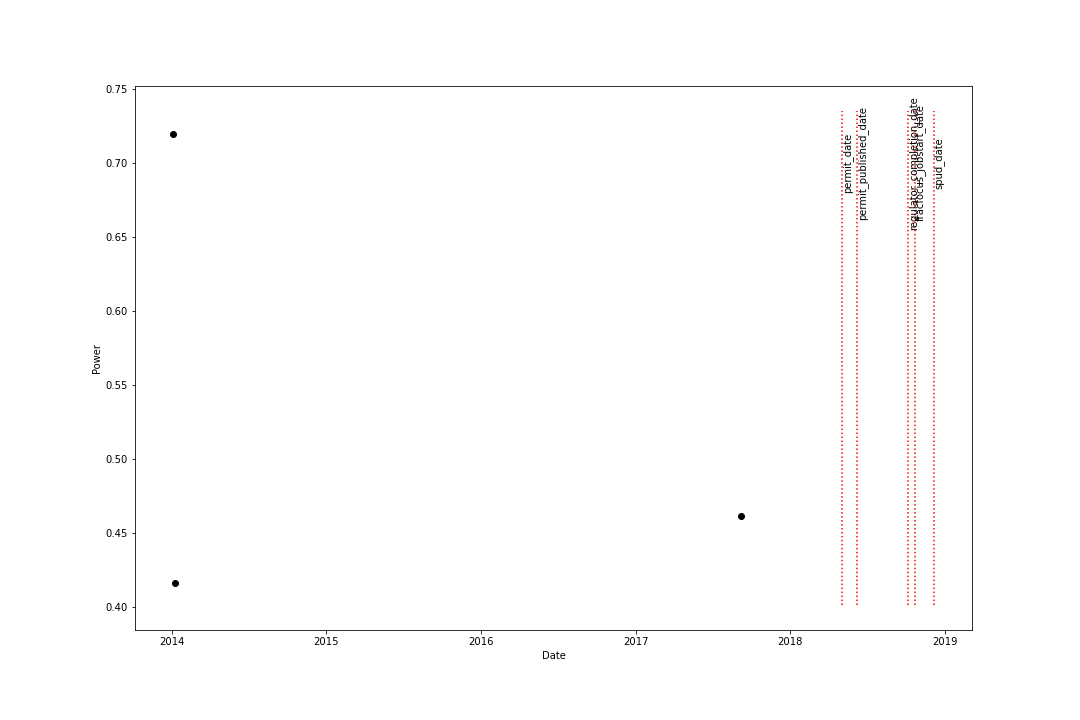 0.75
0.70
0.65
0.60
0.55
0.50
0.45
0.40
Power
2014
2015
2016
2017
2018
2019
Date
permit_date
permit_published_date
regulator_completion_date
fracfocus_jobstart_date
spud_date